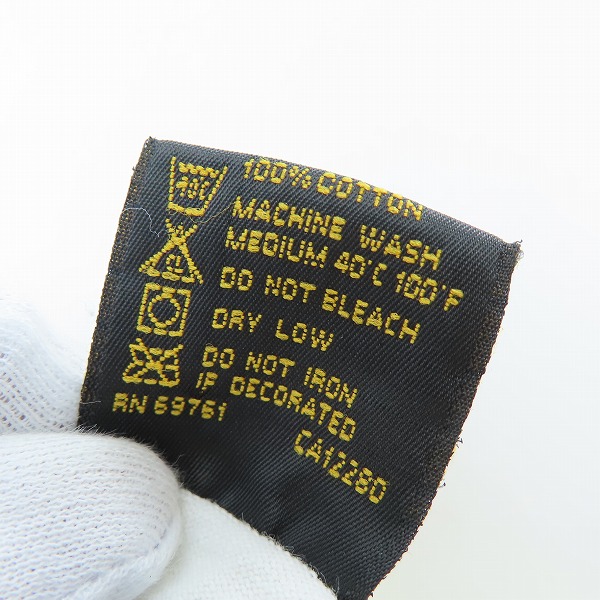 100% COTTON
MACHINE WASH
MEDIUM 40°C 100°F
DO NOT BLEACH
DRY LOW
DO NOT IRON
IF DECORATED
RN 69761
CA12260